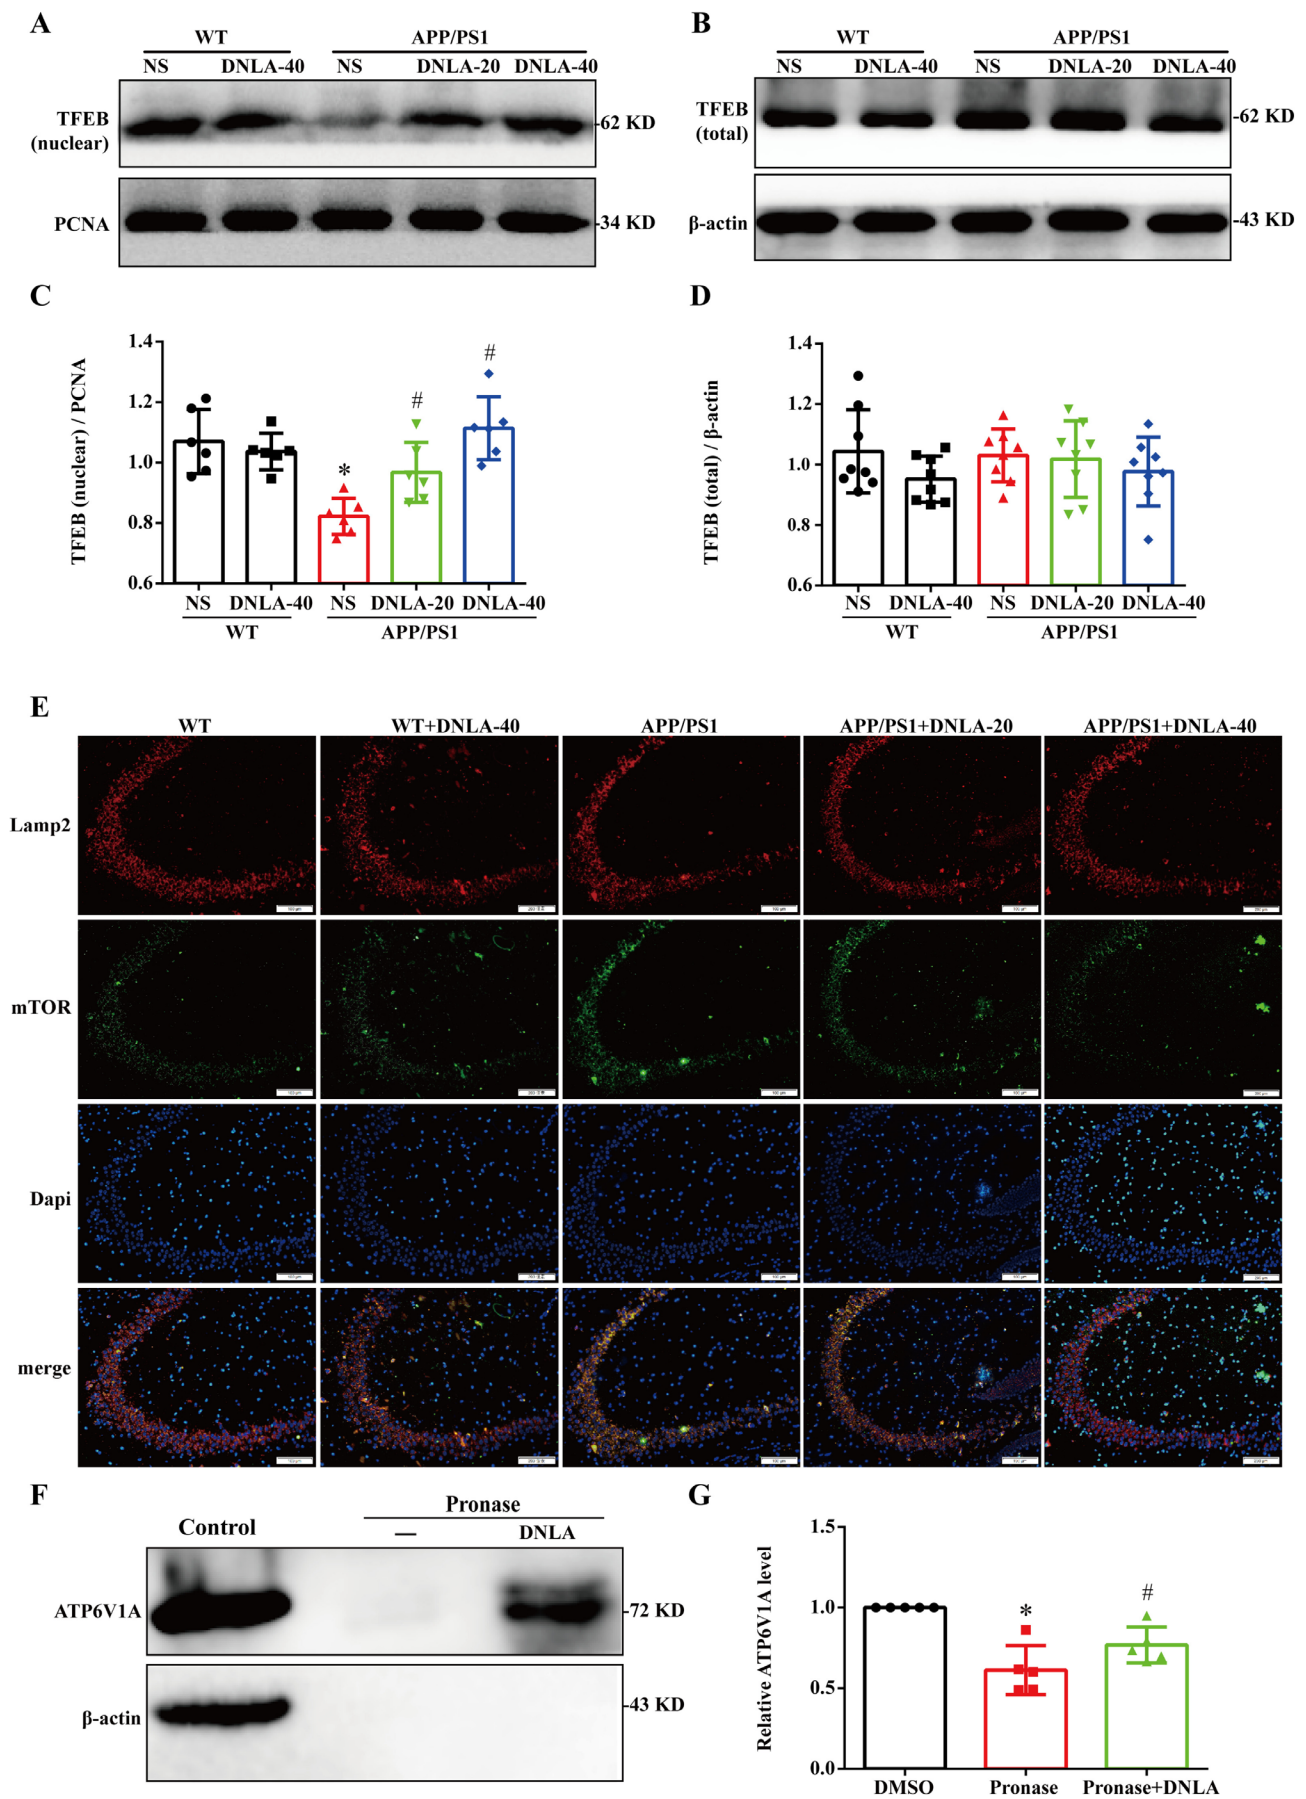 A
WT APP/PS1
NS DNLA-40 NS DNLA-20 DNLA-40
TFEB
(nuclear)
-62 KD
PCNA
-34 KD
B
WT APP/PS1
NS DNLA-40 NS DNLA-20 DNLA-40
TFEB
(total)
-62 KD
β-actin
-43 KD
C
TFEB (nuclear) / PCNA
1.4
1.2
1.0
0.8
0.6
* # #
NS DNLA-40 NS DNLA-20 DNLA-40
WT APP/PS1
D
TFEB (total) / β-actin
1.4
1.2
1.0
0.8
0.6
NS DNLA-40 NS DNLA-20 DNLA-40
WT APP/PS1
E
WT WT+DNLA-40 APP/PS1 APP/PS1+DNLA-20 APP/PS1+DNLA-40
Lamp2
mTOR
Dapi
merge
F
Pronase
Control — DNLA
ATP6V1A
-72 KD
β-actin
-43 KD
G
Relative ATP6V1A level
1.5
1.0
0.5
0.0
* #
DMSO Pronase Pronase+DNLA